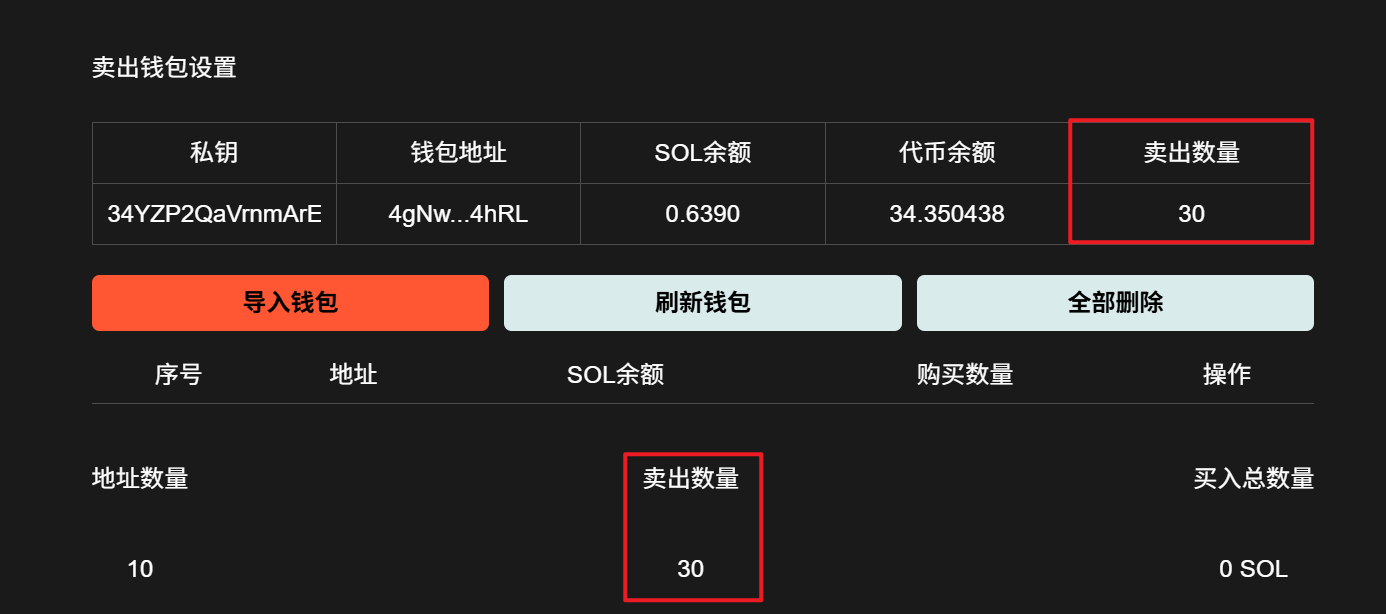 卖出钱包设置
私钥 钱包地址 SOL余额 代币余额 卖出数量
34YZP2QaVrnmArE 4gNw...4hRL 0.6390 34.350438 30
导入钱包 刷新钱包 全部删除
序号 地址 SOL余额 购买数量 操作
地址数量 卖出数量 买入总数量
10 30 0 SOL